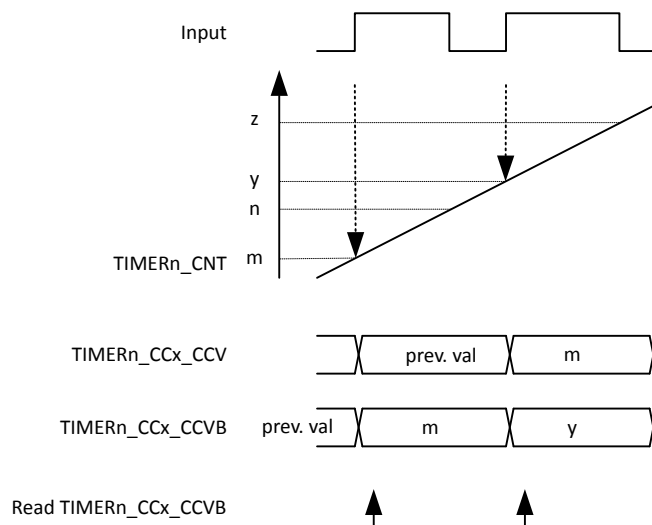 Input
z
y
n
m
TIMERn_CNT
TIMERn_CCx_CCV
prev. val
m
TIMERn_CCx_CCVB
prev. val
m
y
Read TIMERn_CCx_CCVB